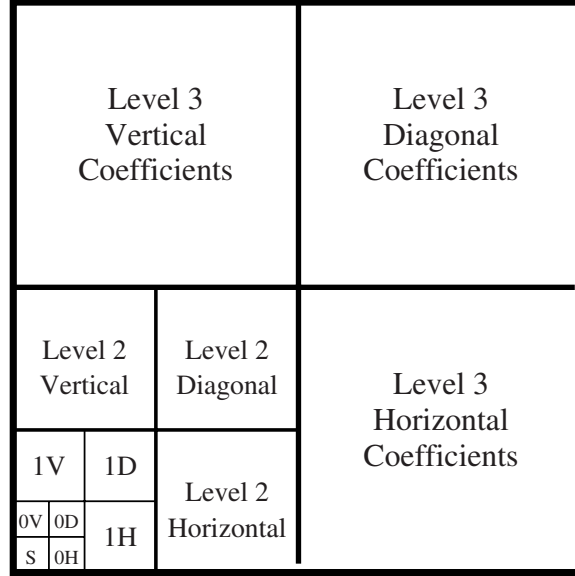 Level 3
Vertical
Coefficients
Level 3
Diagonal
Coefficients
Level 2
Vertical
Level 2
Diagonal
Level 3
Horizontal
Coefficients
1V
1D
Level 2
Horizontal
0V
0D
1H
S
0H